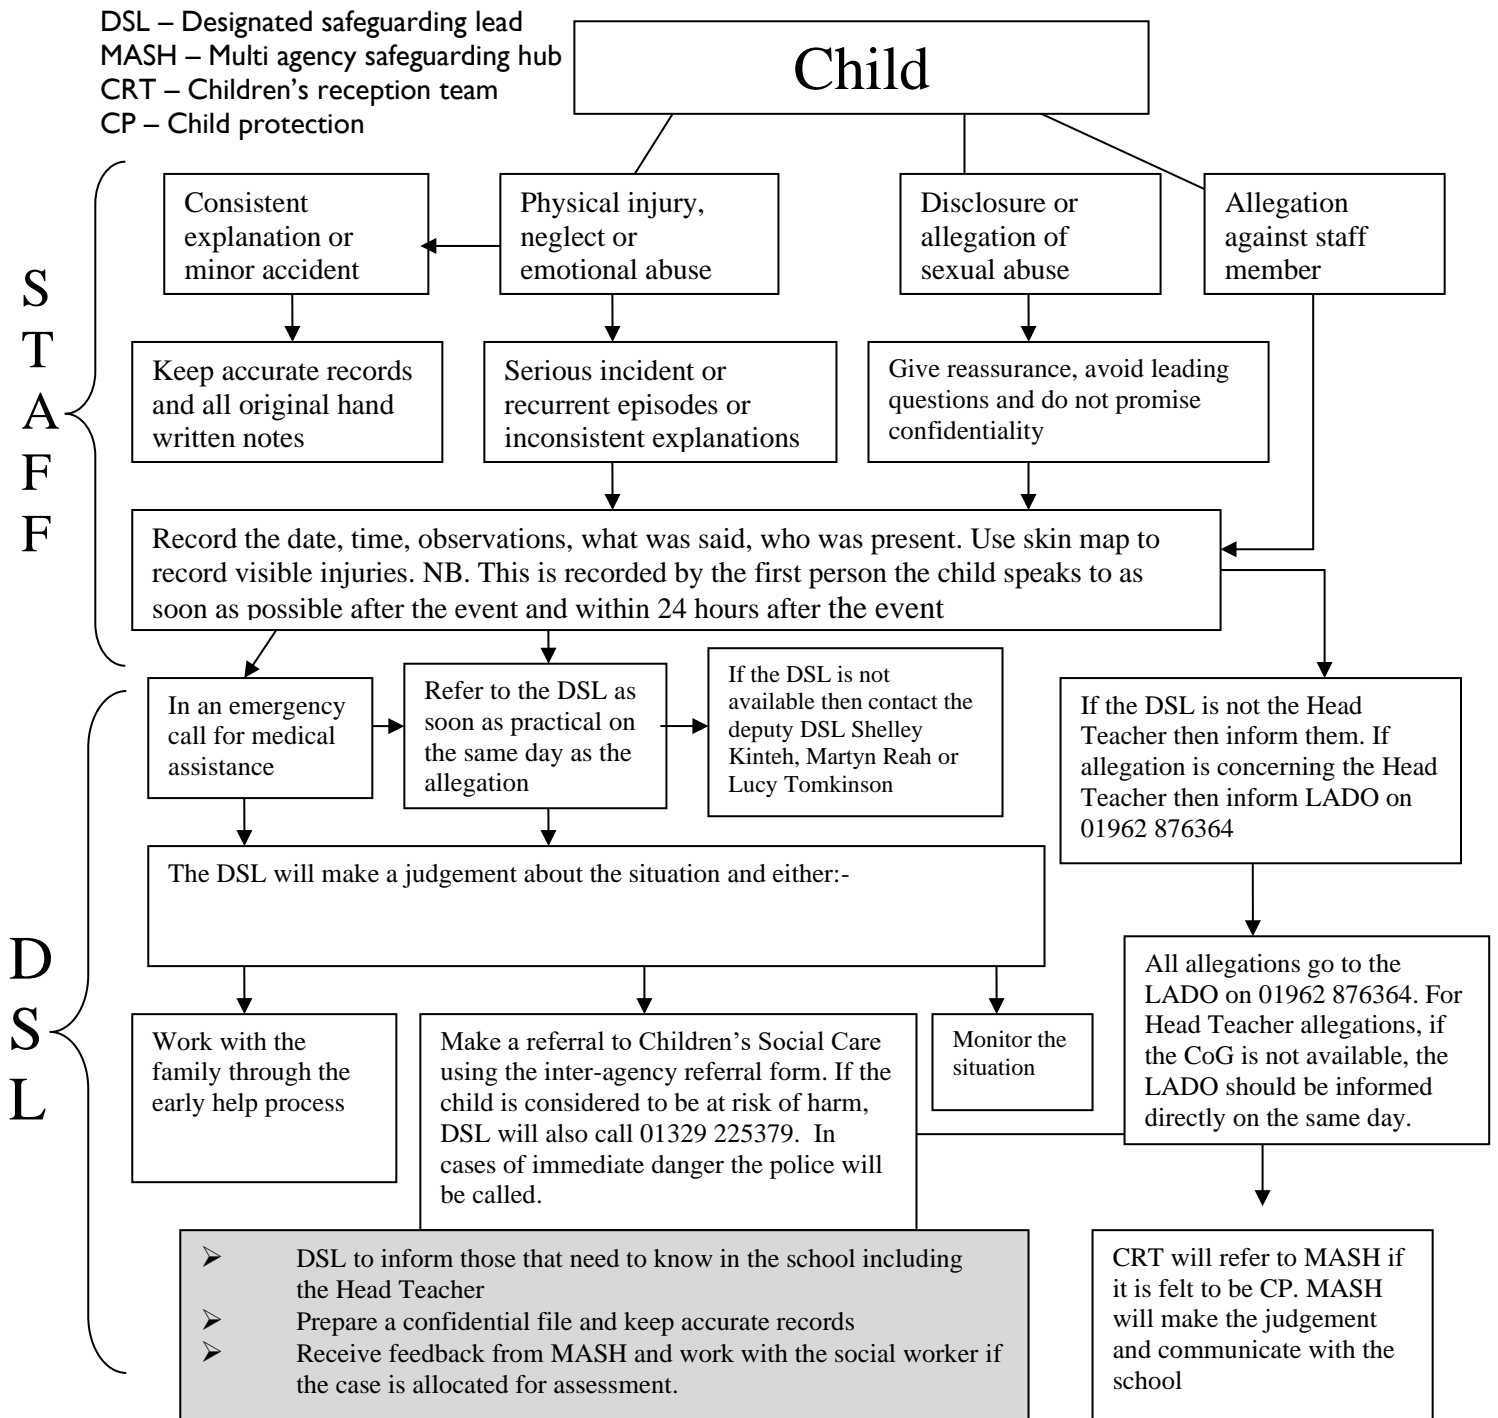 DSL – Designated safeguarding lead
MASH – Multi agency safeguarding hub
CRT – Children's reception team
CP – Child protection
Child
S
T
A
F
F
Consistent
explanation or
minor accident
Physical injury,
neglect or
emotional abuse
Disclosure or
allegation of
sexual abuse
Allegation
against staff
member
Keep accurate records
and all original hand
written notes
Serious incident or
recurrent episodes or
inconsistent explanations
Give reassurance, avoid leading
questions and do not promise
confidentiality
Record the date, time, observations, what was said, who was present. Use skin map to
record visible injuries. NB. This is recorded by the first person the child speaks to as
soon as possible after the event and within 24 hours after the event
D
S
L
In an emergency
call for medical
assistance
Refer to the DSL as
soon as practical on
the same day as the
allegation
If the DSL is not
available then contact the
deputy DSL Shelley
Kinteh, Martyn Reah or
Lucy Tomkinson
If the DSL is not the Head
Teacher then inform them. If
allegation is concerning the Head
Teacher then inform LADO on
01962 876364
The DSL will make a judgement about the situation and either:-
All allegations go to the
LADO on 01962 876364. For
Head Teacher allegations, if
the CoG is not available, the
LADO should be informed
directly on the same day.
Work with the
family through the
early help process
Make a referral to Children's Social Care
using the inter-agency referral form. If the
child is considered to be at risk of harm,
DSL will also call 01329 225379.  In
cases of immediate danger the police will
be called.
Monitor the
situation
➢ DSL to inform those that need to know in the school including
the Head Teacher
➢ Prepare a confidential file and keep accurate records
➢ Receive feedback from MASH and work with the social worker if
the case is allocated for assessment.
CRT will refer to MASH if
it is felt to be CP. MASH
will make the judgement
and communicate with the
school